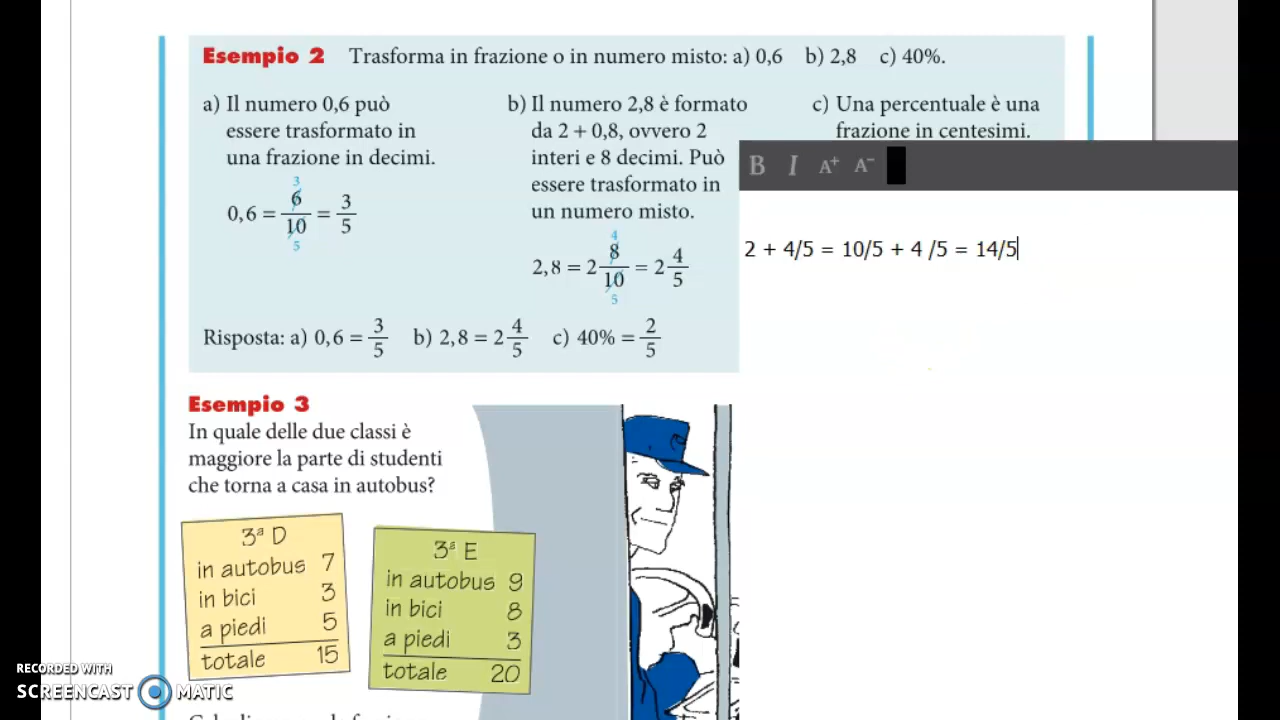 Esempio 2 Trasforma in frazione o in numero misto: a) 0,6 b) 2,8 c) 40%.
a) Il numero 0,6 può
essere trasformato in
una frazione in decimi.
3
0,6 = 6/10 = 3/5
5
b) Il numero 2,8 è formato
da 2 + 0,8, ovvero 2
interi e 8 decimi. Può
essere trasformato in
un numero misto.
4
2,8 = 2 8/10 = 2 4/5
5
c) Una percentuale è una
frazione in centesimi.
B I A+ A-
2 + 4/5 = 10/5 + 4 /5 = 14/5
Risposta: a) 0,6 = 3/5 b) 2,8 = 2 4/5 c) 40% = 2/5
Esempio 3
In quale delle due classi è
maggiore la parte di studenti
che torna a casa in autobus?
3ª D
in autobus 7
in bici 3
a piedi 5
totale 15
3ª E
in autobus 9
in bici 8
a piedi 3
totale 20
RECORDED WITH
SCREENCAST MATIC